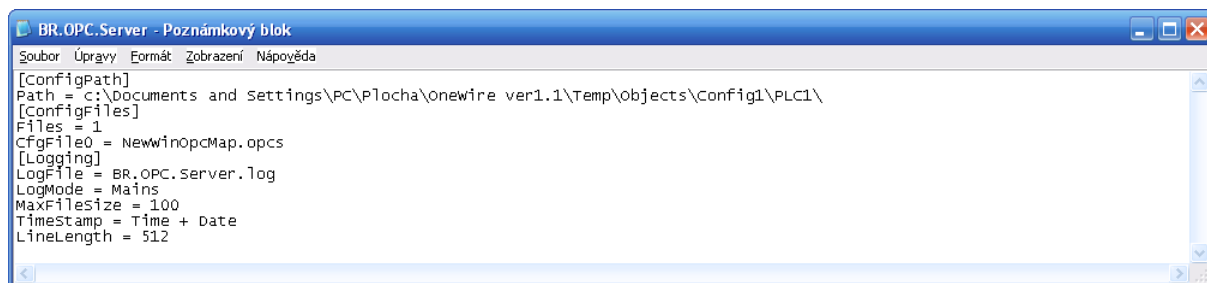 BR.OPC.Server - Poznámkový blok
Soubor Úpravy Formát Zobrazení Nápověda
[ConfigPath]
Path = c:\Documents and Settings\PC\Plocha\OneWire ver1.1\Temp\Objects\Config1\PLC1\
[ConfigFiles]
Files = 1
CfgFile0 = NewWinOpcMap.opcs
[Logging]
LogFile = BR.OPC.Server.log
LogMode = Mains
MaxFileSize = 100
TimeStamp = Time + Date
LineLength = 512